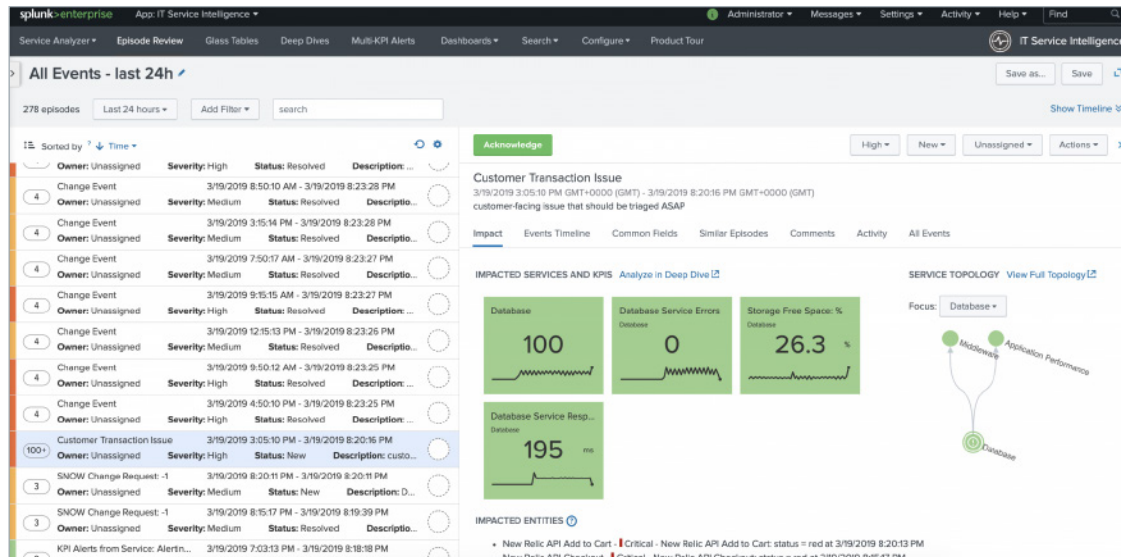 splunk>enterprise App: IT Service Intelligence Administrator Messages Settings Activity Help Find
Service Analyzer Episode Review Glass Tables Deep Dives Multi-KPI Alerts Dashboards Search Configure Product Tour IT Service Intelligence
All Events - last 24h Save as... Save
278 episodes Last 24 hours Add Filter search Show Timeline
Sorted by ? Time
Owner: Unassigned Severity: High Status: Resolved Description: ...
4 Change Event 3/19/2019 8:50:10 AM - 3/19/2019 8:23:28 PM
Owner: Unassigned Severity: Medium Status: Resolved Descriptio...
4 Change Event 3/19/2019 3:15:14 PM - 3/19/2019 8:23:28 PM
Owner: Unassigned Severity: Medium Status: Resolved Descriptio...
4 Change Event 3/19/2019 7:50:17 AM - 3/19/2019 8:23:27 PM
Owner: Unassigned Severity: Medium Status: Resolved Descriptio...
4 Change Event 3/19/2019 9:15:15 AM - 3/19/2019 8:23:27 PM
Owner: Unassigned Severity: High Status: Resolved Description: ...
4 Change Event 3/19/2019 12:15:13 PM - 3/19/2019 8:23:26 PM
Owner: Unassigned Severity: Medium Status: Resolved Descriptio...
4 Change Event 3/19/2019 9:50:12 AM - 3/19/2019 8:23:25 PM
Owner: Unassigned Severity: High Status: Resolved Description: ...
4 Change Event 3/19/2019 4:50:10 PM - 3/19/2019 8:23:25 PM
Owner: Unassigned Severity: High Status: Resolved Description: ...
100+ Customer Transaction Issue 3/19/2019 3:05:10 PM - 3/19/2019 8:20:16 PM
Owner: Unassigned Severity: High Status: New Description: custo...
3 SNOW Change Request: -1 3/19/2019 8:20:11 PM - 3/19/2019 8:20:11 PM
Owner: Unassigned Severity: Medium Status: New Description: D...
3 SNOW Change Request: -1 3/19/2019 8:15:17 PM - 3/19/2019 8:19:39 PM
Owner: Unassigned Severity: Medium Status: Resolved Descriptio...
KPI Alerts from Service: Alertin... 3/19/2019 7:03:13 PM - 3/19/2019 8:18:18 PM
Acknowledge High New Unassigned Actions
Customer Transaction Issue
3/19/2019 3:05:10 PM GMT+0000 (GMT) - 3/19/2019 8:20:16 PM GMT+0000 (GMT)
customer-facing issue that should be triaged ASAP
Impact Events Timeline Common Fields Similar Episodes Comments Activity All Events
IMPACTED SERVICES AND KPIS Analyze in Deep Dive
Database
100
Database Service Errors
Database
0
Storage Free Space: %
Database
26.3 %
Database Service Resp...
Database
195 ms
SERVICE TOPOLOGY View Full Topology
Focus: Database
Middleware
Application Performance
Database
IMPACTED ENTITIES ?
• New Relic API Add to Cart - Critical - New Relic API Add to Cart: status = red at 3/19/2019 8:20:13 PM
• New Relic API Checkout - Critical - New Relic API Checkout: status = red at 3/19/2019 8:15:17 PM